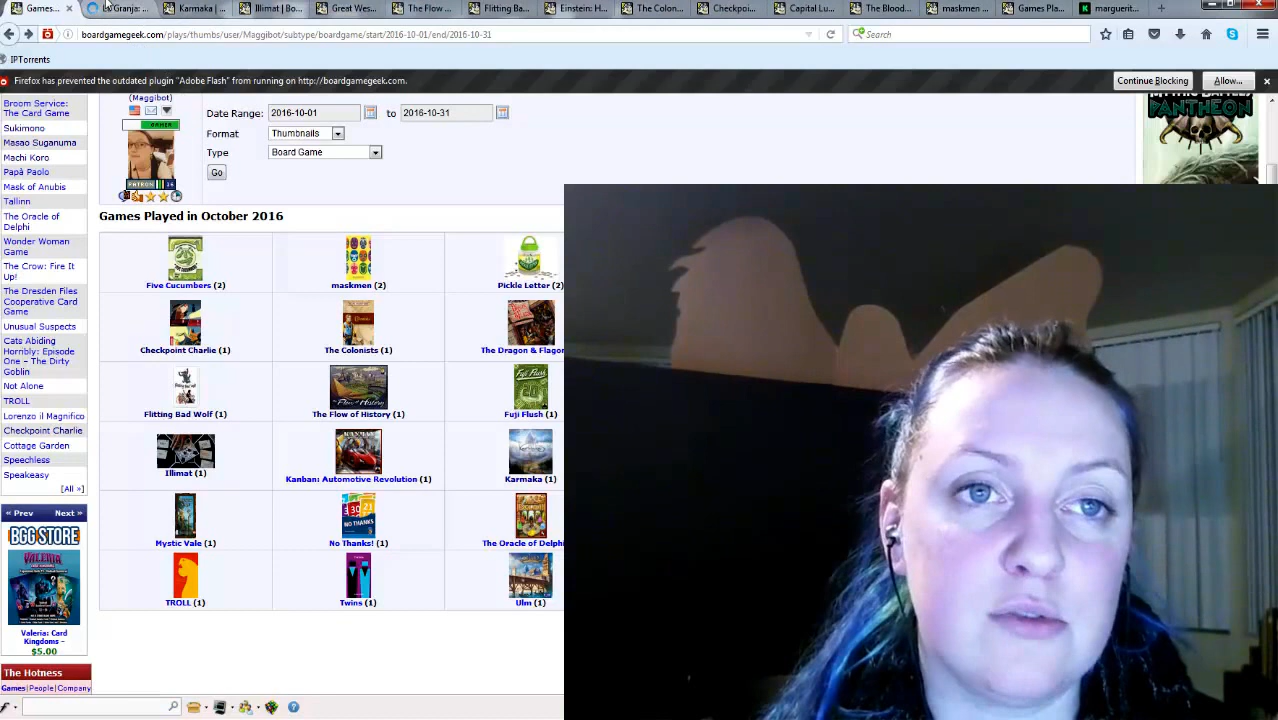 Games...
La Granja: ...
Karmaka | ...
Illimat | Bo...
Great Wes...
The Flow ...
Flitting Ba...
Einstein: H...
The Colon...
Checkpoi...
Capital Lu...
The Blood...
maskmen ...
Games Pla...
marguerit...
boardgamegeek.com/plays/thumbs/user/Maggibot/subtype/boardgame/start/2016-10-01/end/2016-10-31
Search
IPTorrents
Firefox has prevented the outdated plugin "Adobe Flash" from running on http://boardgamegeek.com.
Continue Blocking
Allow...
Broom Service:
The Card Game
Sukimono
Masao Suganuma
Machi Koro
Papà Paolo
Mask of Anubis
Tallinn
The Oracle of
Delphi
Wonder Woman
Game
The Crow: Fire It
Up!
The Dresden Files
Cooperative Card
Game
Unusual Suspects
Cats Abiding
Horribly: Episode
One – The Dirty
Goblin
Not Alone
TROLL
Lorenzo il Magnifico
Checkpoint Charlie
Cottage Garden
Speechless
Speakeasy
[All »]
« Prev
Next »
BGG STORE
VALERIA
Valeria: Card
Kingdoms –
$5.00
The Hotness
Games|People|Company
(Maggibot)
GAMER
PATRON
16
Date Range:
2016-10-01
to
2016-10-31
Format
Thumbnails
Type
Board Game
Go
MYTHIC BATTLES
PANTHEON
Games Played in October 2016
Five Cucumbers (2)
maskmen (2)
Pickle Letter (2)
Checkpoint Charlie (1)
The Colonists (1)
The Dragon & Flagon
Flitting Bad Wolf (1)
The Flow of History (1)
Fuji Flush (1)
Illimat (1)
Kanban: Automotive Revolution (1)
Karmaka (1)
Mystic Vale (1)
No Thanks! (1)
The Oracle of Delphi
TROLL (1)
Twins (1)
Ulm (1)